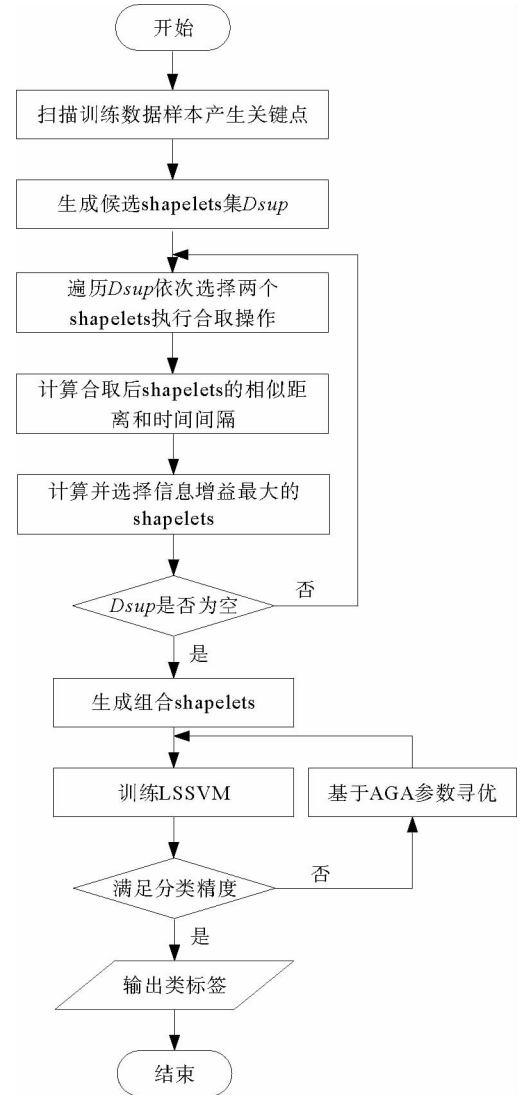 开始
扫描训练数据样本产生关键点
生成候选shapelets集Dsup
遍历Dsup依次选择两个
shapelets执行合取操作
计算合取后shapelets的相似距
离和时间间隔
计算并选择信息增益最大的
shapelets
Dsup是否为空
否
是
生成组合shapelets
训练LSSVM
基于AGA参数寻优
满足分类精度
否
是
输出类标签
结束